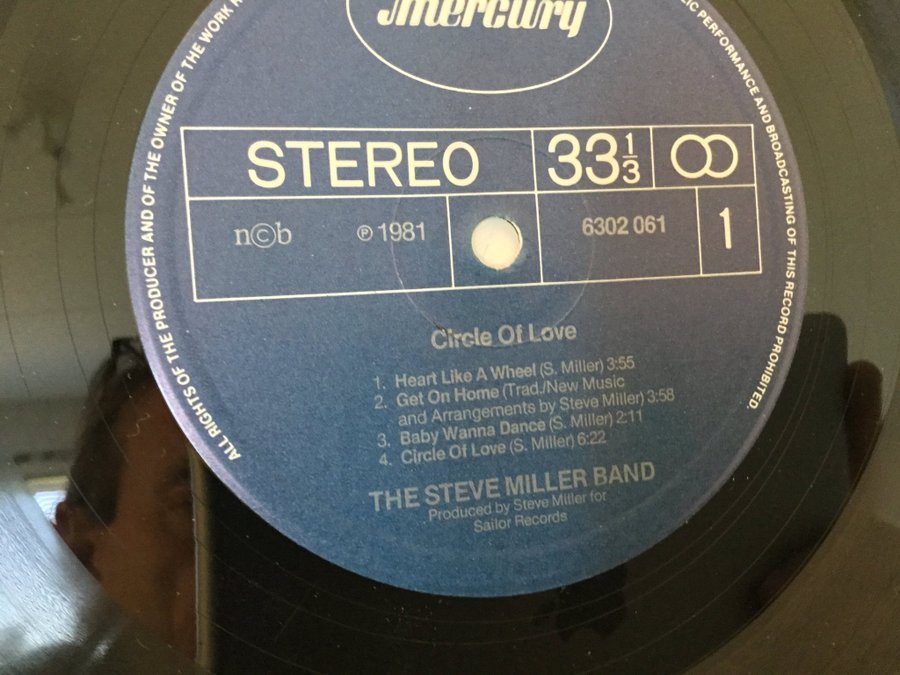 mercury
STEREO
33 1/3
n©b
℗ 1981
6302 061
1
Circle Of Love
1. Heart Like A Wheel (S. Miller) 3:55
2. Get On Home (Trad./New Music
and Arrangements by Steve Miller) 3:58
3. Baby Wanna Dance (S. Miller) 2:11
4. Circle Of Love (S. Miller) 6:22
THE STEVE MILLER BAND
Produced by Steve Miller for
Sailor Records
ALL RIGHTS OF THE PRODUCER AND OF THE OWNER OF THE WORK
PERFORMANCE AND BROADCASTING OF THIS RECORD PROHIBITED.